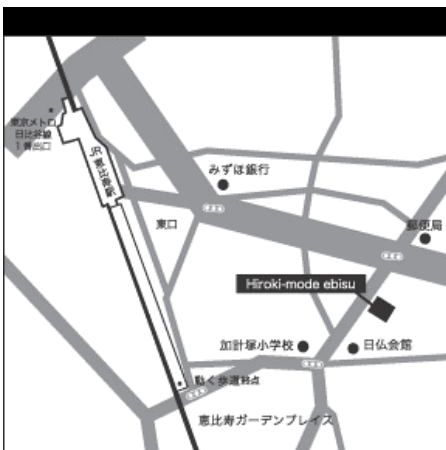 東京メトロ
日比谷線
1番出口
JR 恵比寿駅
みずほ銀行
東口
郵便局
Hiroki-mode ebisu
加計塚小学校
日仏会館
動く歩道終点
恵比寿ガーデンプレイス